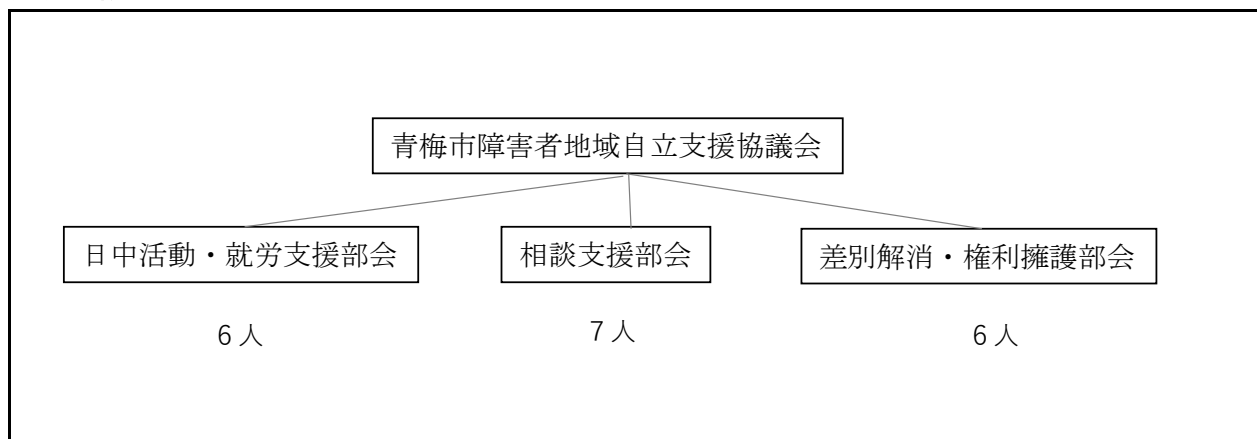 青梅市障害者地域自立支援協議会
日中活動・就労支援部会
相談支援部会
差別解消・権利擁護部会
6人
7人
6人